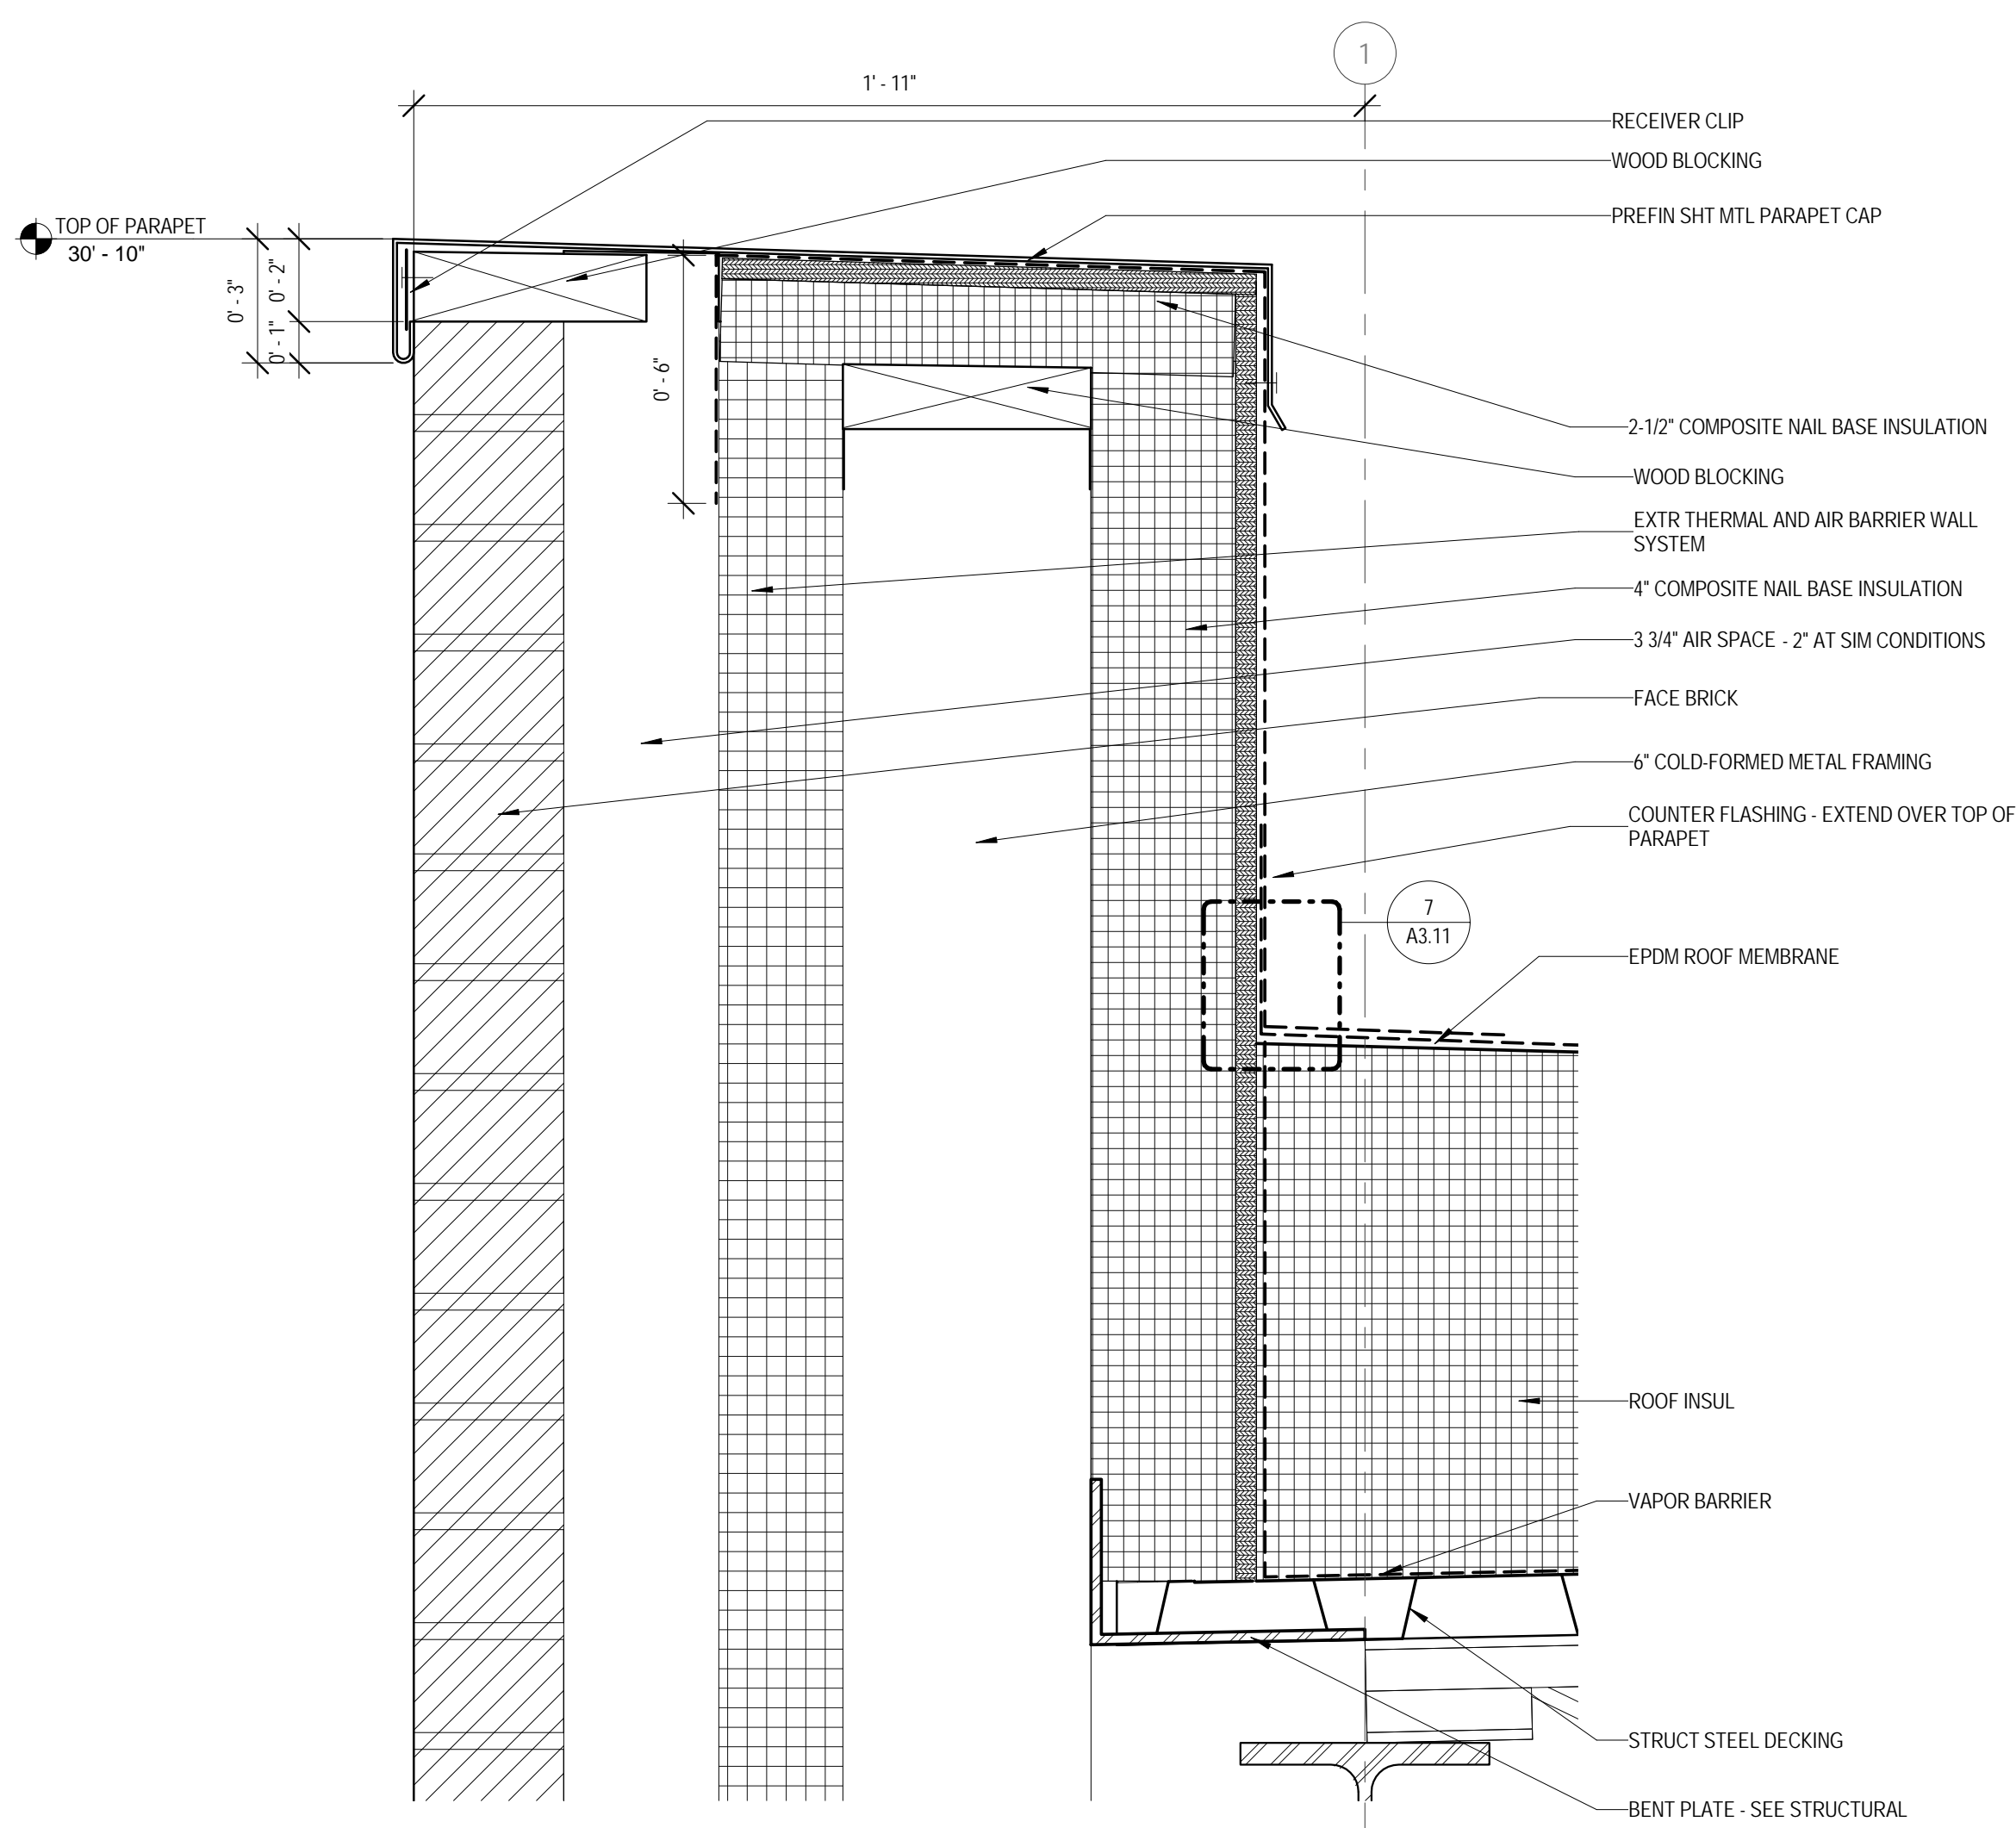 1
1' - 11"
RECEIVER CLIP
WOOD BLOCKING
PREFIN SHT MTL PARAPET CAP
TOP OF PARAPET
30' - 10"
0' - 3"
0' - 2"
0' - 1"
0' - 6"
2-1/2" COMPOSITE NAIL BASE INSULATION
WOOD BLOCKING
EXTR THERMAL AND AIR BARRIER WALL
SYSTEM
4" COMPOSITE NAIL BASE INSULATION
3 3/4" AIR SPACE - 2" AT SIM CONDITIONS
FACE BRICK
6" COLD-FORMED METAL FRAMING
COUNTER FLASHING - EXTEND OVER TOP OF
PARAPET
7
A3.11
EPDM ROOF MEMBRANE
ROOF INSUL
VAPOR BARRIER
STRUCT STEEL DECKING
BENT PLATE - SEE STRUCTURAL